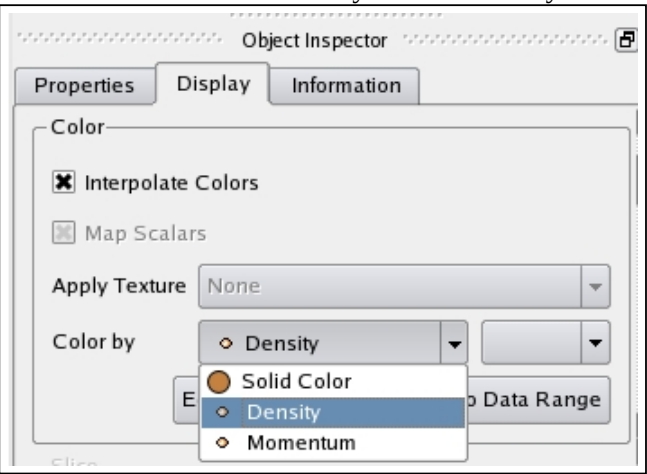 Object Inspector
Properties Display Information
Color
Interpolate Colors
Map Scalars
Apply Texture None
Color by Density
Solid Color
E
Data Range
Density
Momentum
Slice